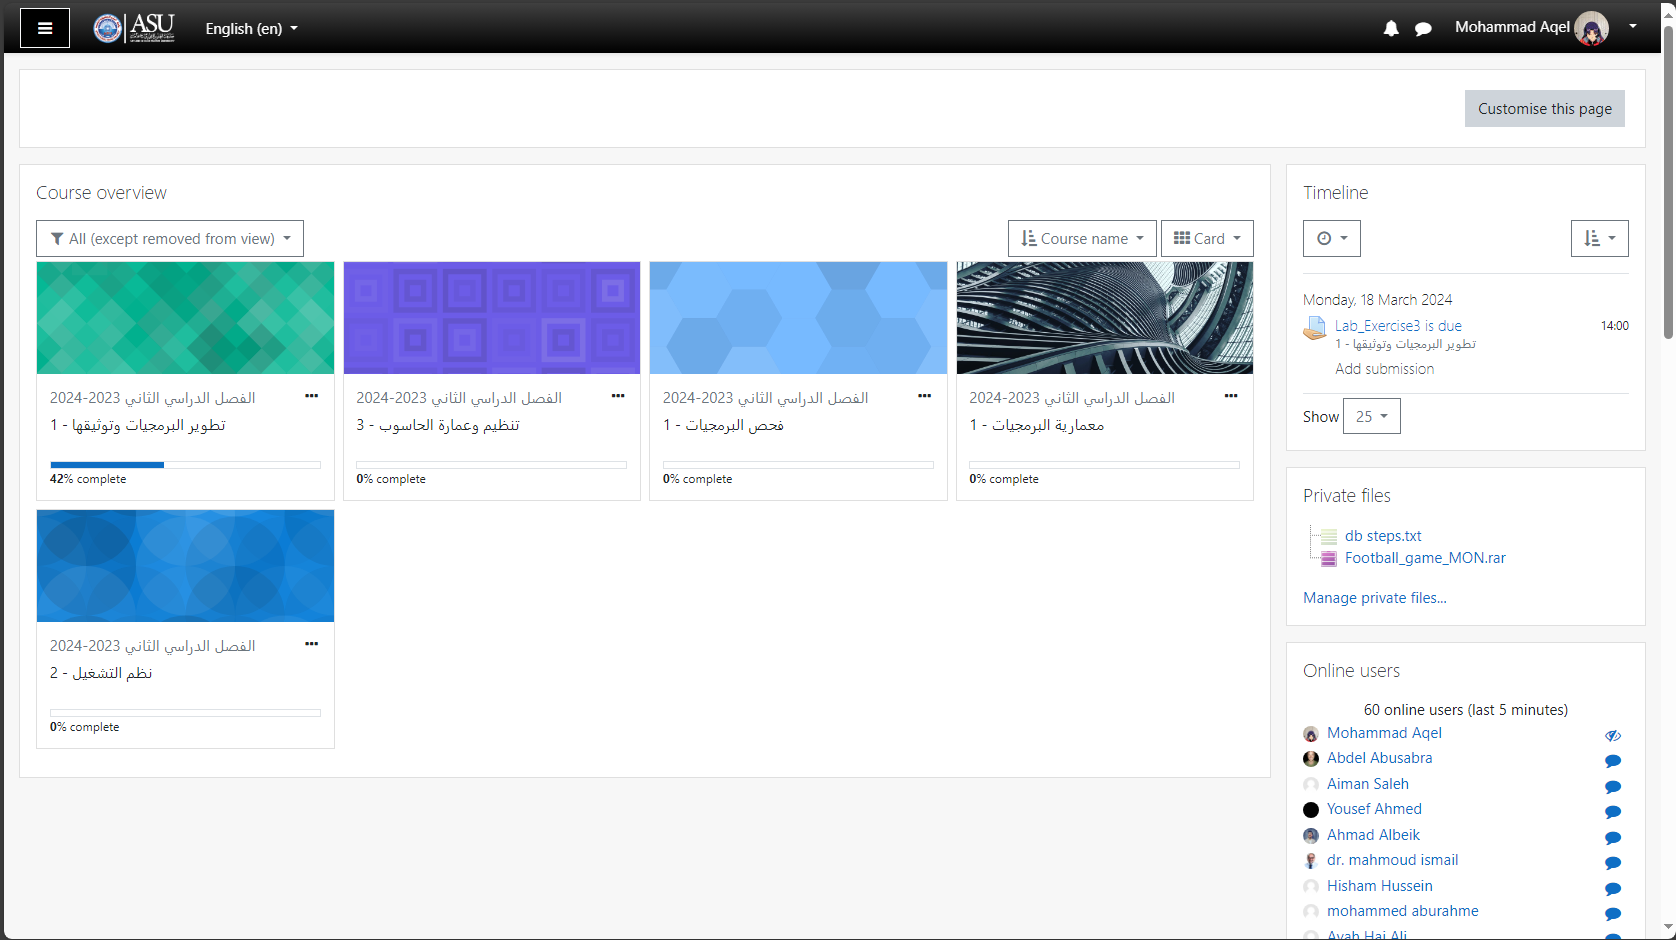 ASU
English (en)
Mohammad Aqel
Customise this page
Course overview
All (except removed from view)
Course name
Card
الفصل الدراسي الثاني 2023-2024
تطوير البرمجيات وتوثيقها - 1
42% complete
الفصل الدراسي الثاني 2023-2024
تنظيم وعمارة الحاسوب - 3
0% complete
الفصل الدراسي الثاني 2023-2024
فحص البرمجيات - 1
0% complete
الفصل الدراسي الثاني 2023-2024
معمارية البرمجيات - 1
0% complete
الفصل الدراسي الثاني 2023-2024
نظم التشغيل - 2
0% complete
Timeline
Monday, 18 March 2024
Lab_Exercise3 is due 14:00
تطوير البرمجيات وتوثيقها - 1
Add submission
Show 25
Private files
db steps.txt
Football_game_MON.rar
Manage private files...
Online users
60 online users (last 5 minutes)
Mohammad Aqel
Abdel Abusabra
Aiman Saleh
Yousef Ahmed
Ahmad Albeik
dr. mahmoud ismail
Hisham Hussein
mohammed aburahme
Ayah Haj Ali